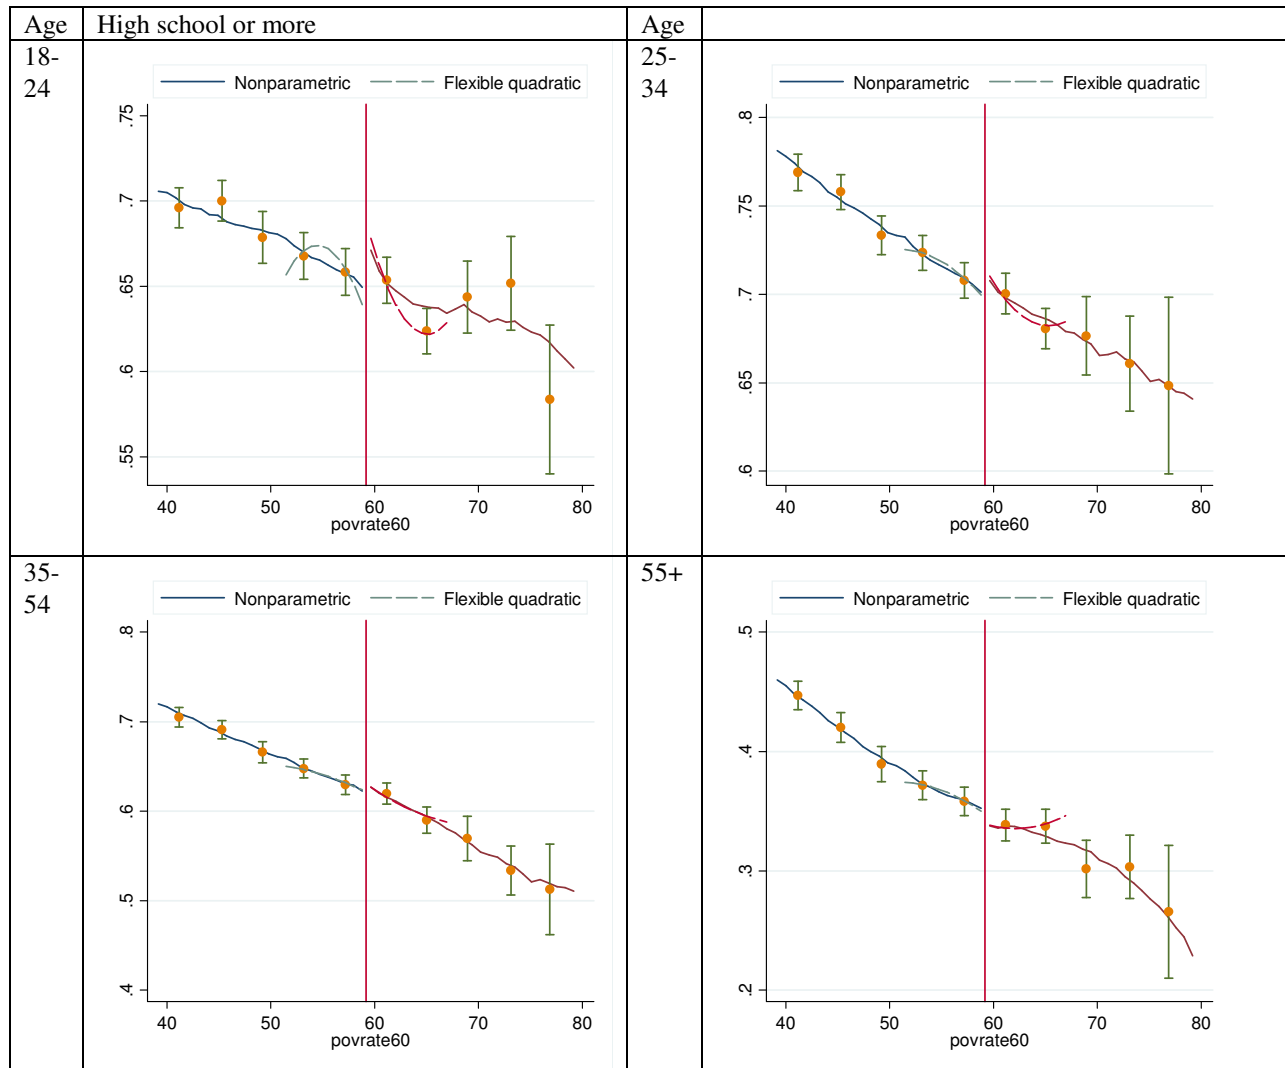 Age High school or more Age
18-
24
Nonparametric Flexible quadratic
.75
.7
.65
.6
.55
40 50 60 70 80
povrate60
25-
34
Nonparametric Flexible quadratic
.8
.75
.7
.65
.6
40 50 60 70 80
povrate60
35-
54
Nonparametric Flexible quadratic
.8
.7
.6
.5
.4
40 50 60 70 80
povrate60
55+
Nonparametric Flexible quadratic
.5
.4
.3
.2
40 50 60 70 80
povrate60